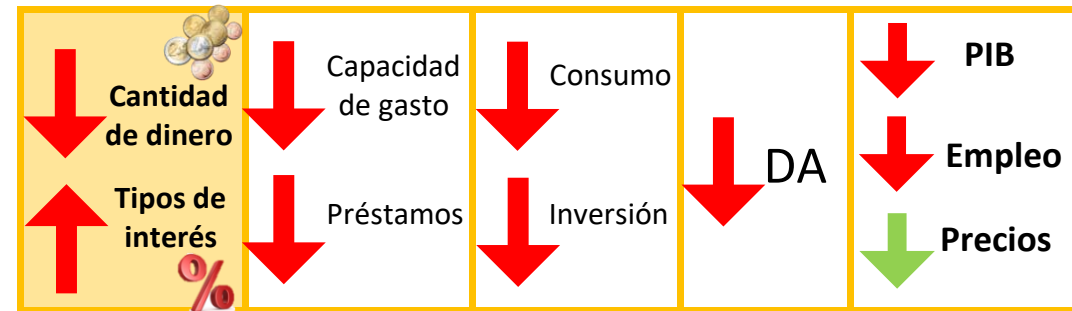 Cantidad
de dinero
Tipos de
interés
%
Capacidad
de gasto
Préstamos
Consumo
Inversión
DA
PIB
Empleo
Precios